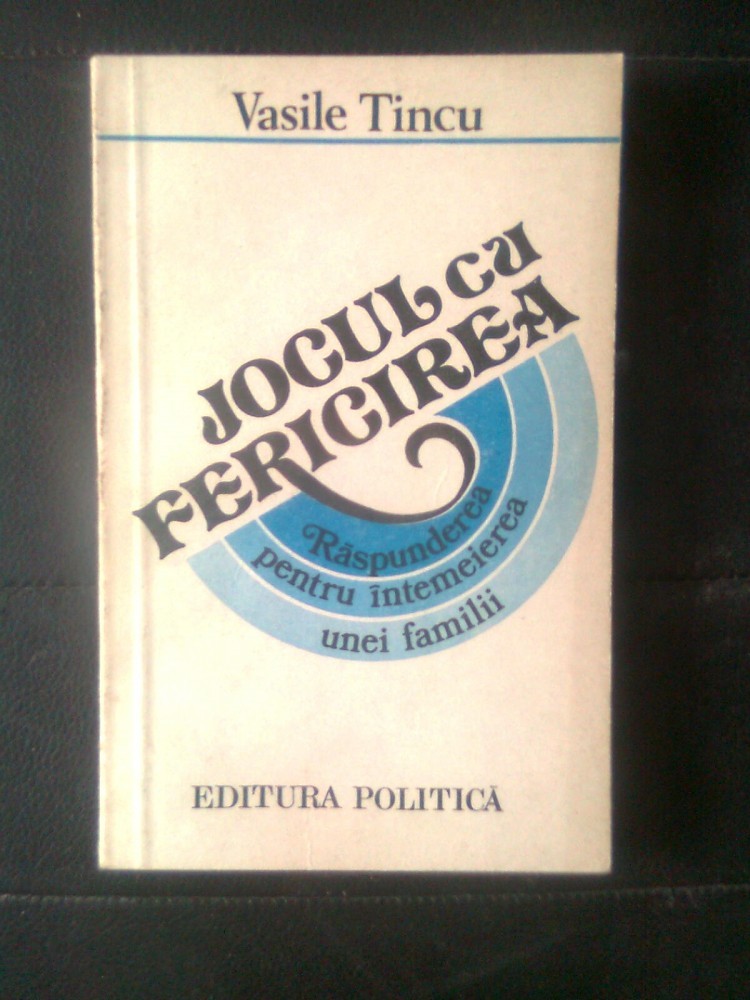 Vasile Tincu
JOCUL CU
FERICIREA
Răspunderea
pentru întemeierea
unei familii
EDITURA POLITICĂ